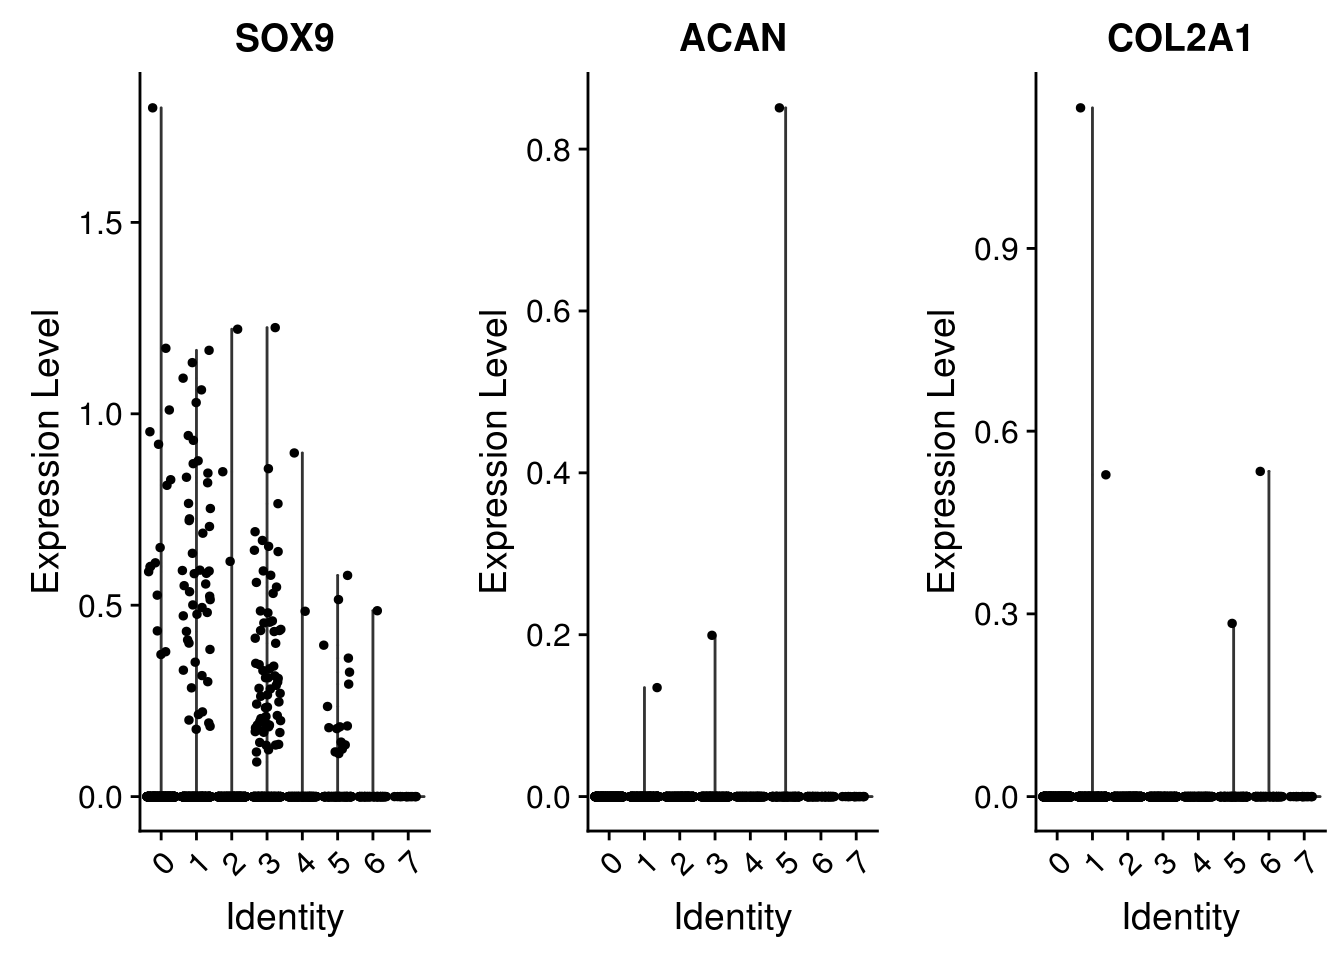 SOX9
Expression Level
1.5
1.0
0.5
0.0
0 1 2 3 4 5 6 7
Identity
ACAN
Expression Level
0.8
0.6
0.4
0.2
0.0
0 1 2 3 4 5 6 7
Identity
COL2A1
Expression Level
0.9
0.6
0.3
0.0
0 1 2 3 4 5 6 7
Identity